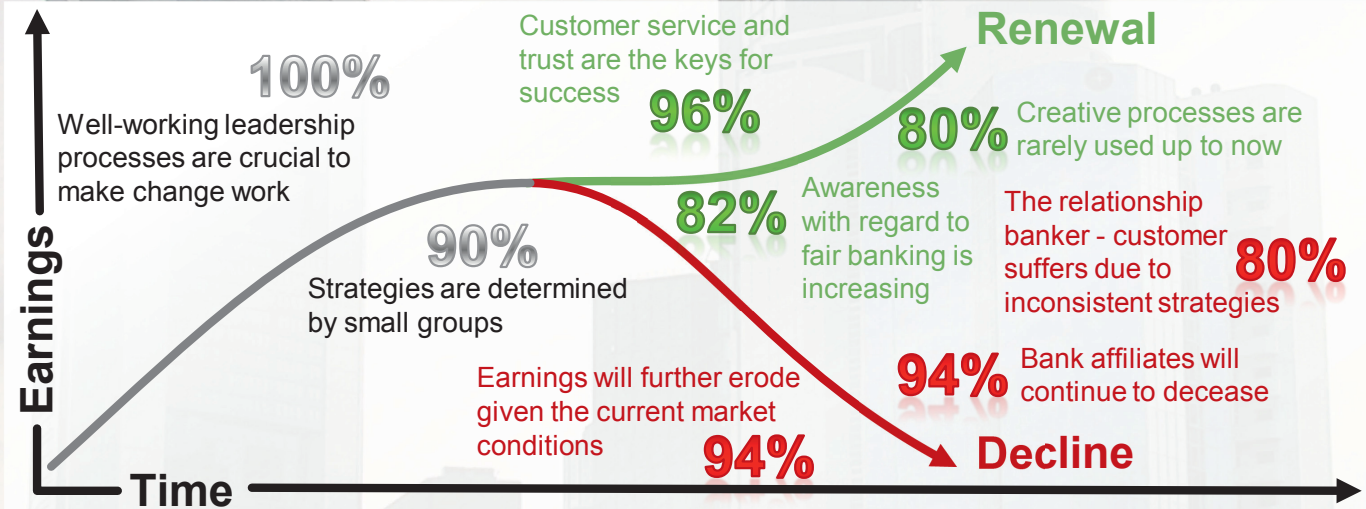 Earnings
Time
100%
Well-working leadership
processes are crucial to
make change work
90%
Strategies are determined
by small groups
Customer service and
trust are the keys for
success
96%
Renewal
80%
Creative processes are
rarely used up to now
82%
Awareness
with regard to
fair banking is
increasing
The relationship
banker - customer
suffers due to
inconsistent strategies
80%
94%
Bank affiliates will
continue to decease
Earnings will further erode
given the current market
conditions
94%
Decline